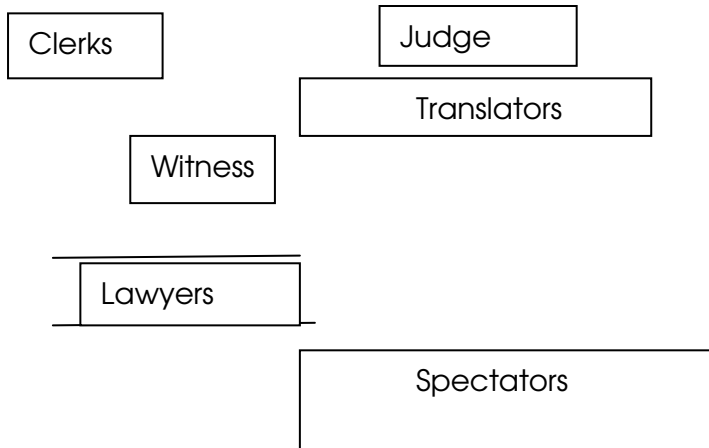 Clerks
Judge
Translators
Witness
Lawyers
Spectators